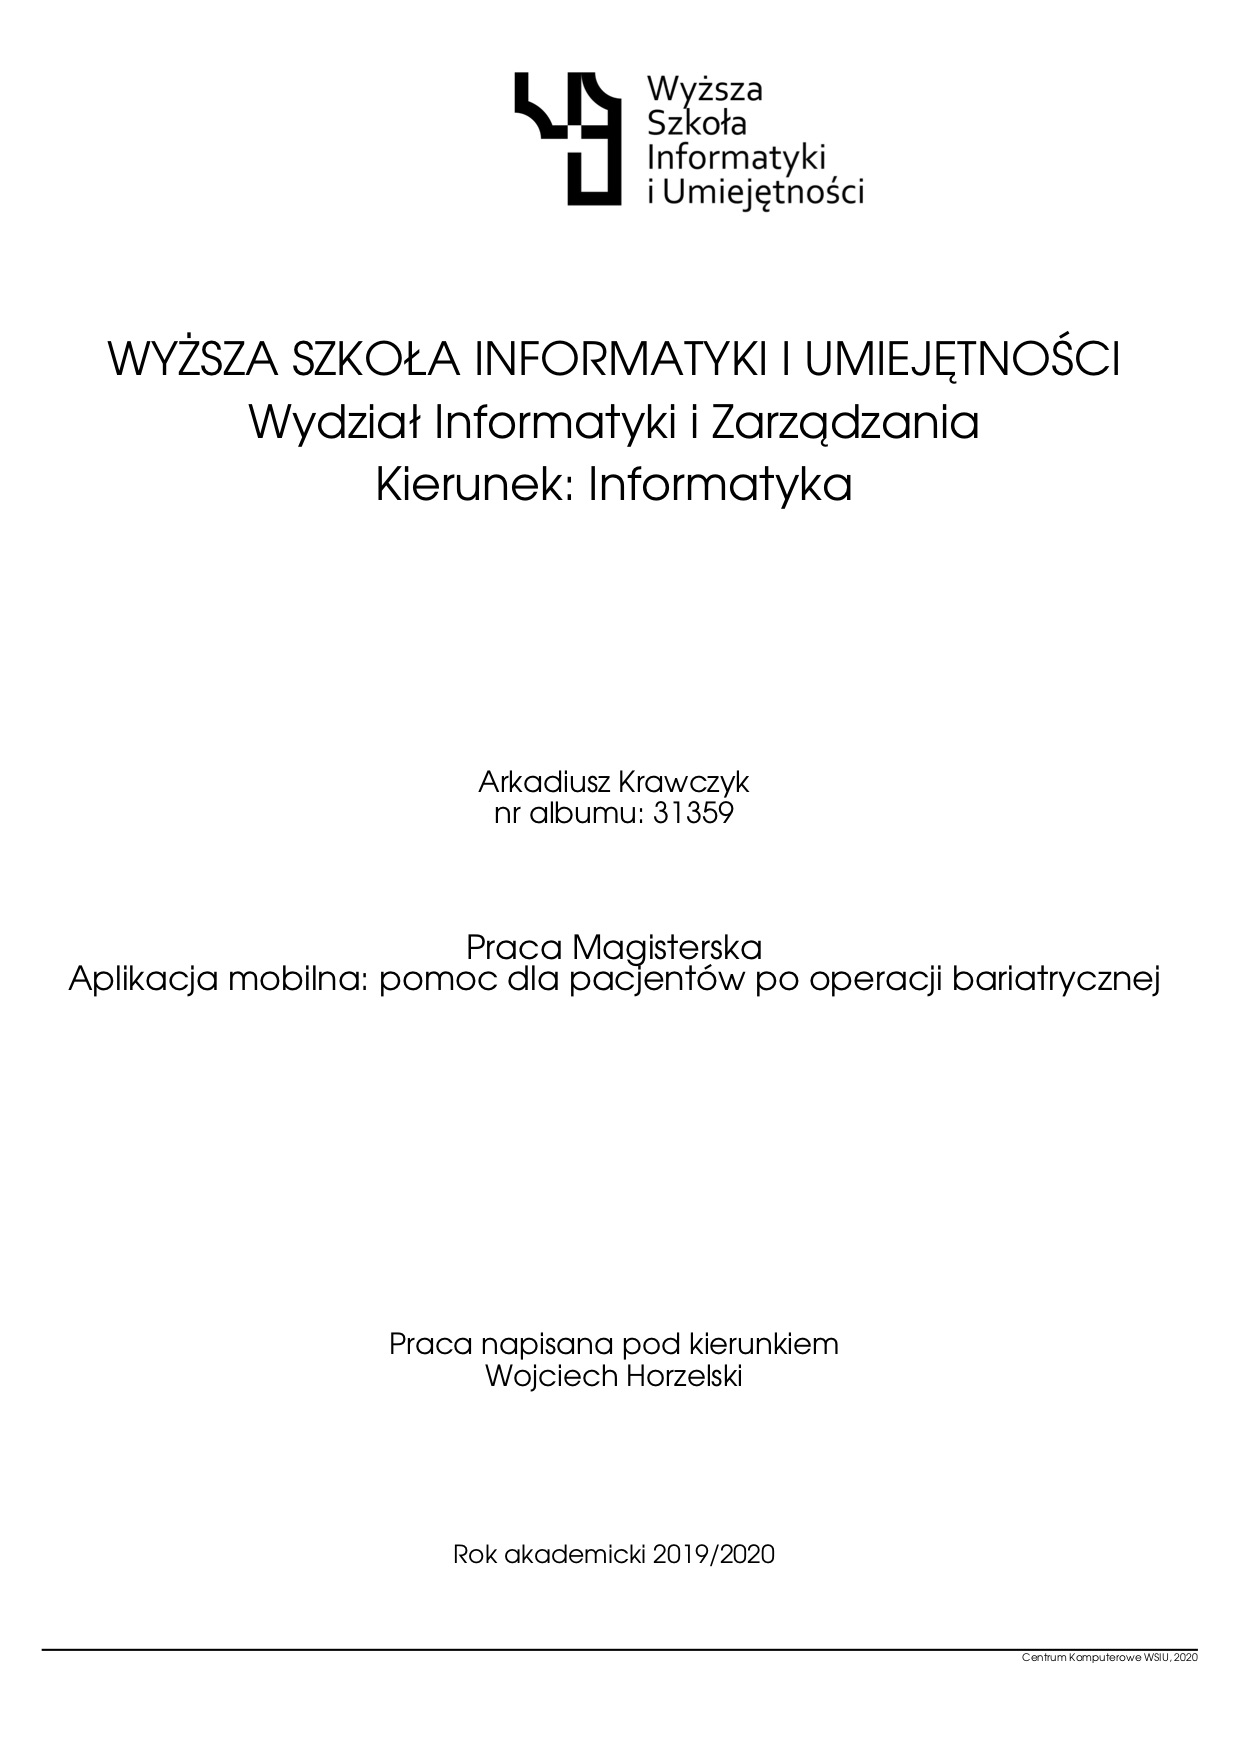 Wyższa
Szkoła
Informatyki
i Umiejętności
WYŻSZA SZKOŁA INFORMATYKI I UMIEJĘTNOŚCI
Wydział Informatyki i Zarządzania
Kierunek: Informatyka
Arkadiusz Krawczyk
nr albumu: 31359
Praca Magisterska
Aplikacja mobilna: pomoc dla pacjentów po operacji bariatrycznej
Praca napisana pod kierunkiem
Wojciech Horzelski
Rok akademicki 2019/2020
Centrum Komputerowe WSIU, 2020